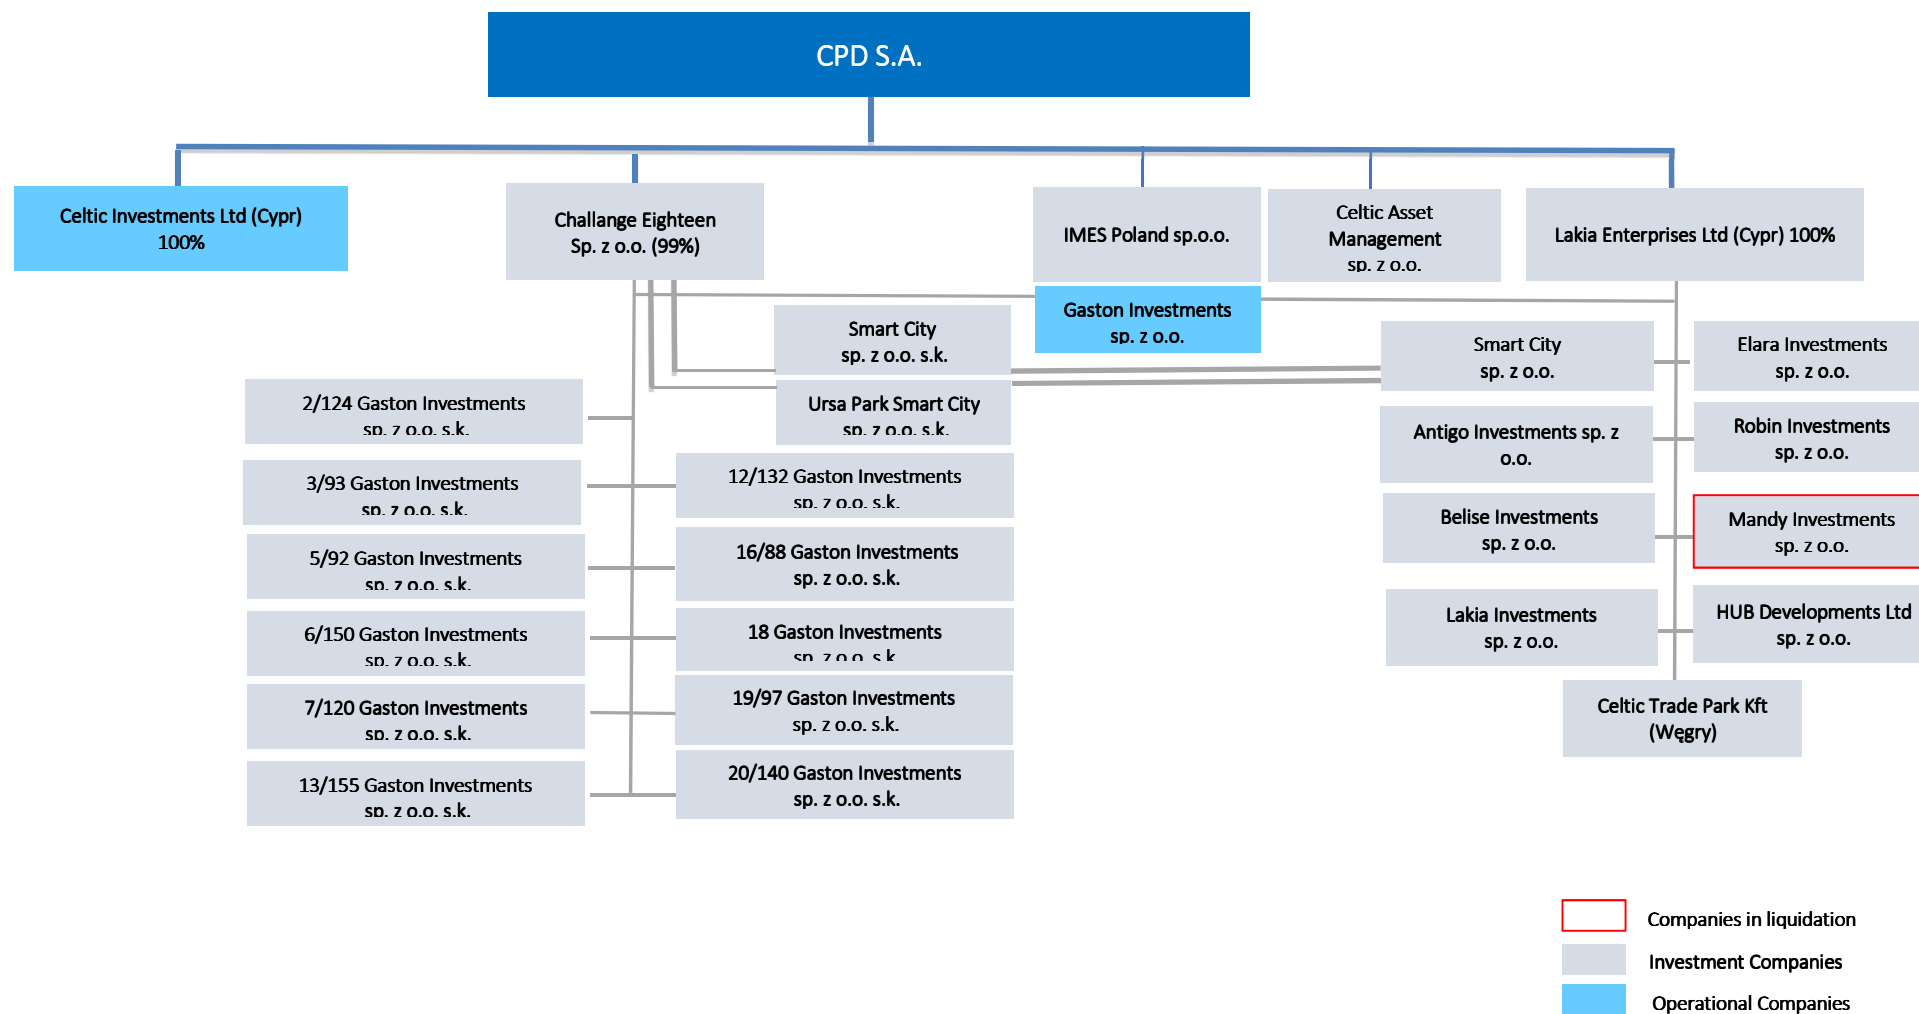 CPD S.A.
Celtic Investments Ltd (Cypr)
100%
Challange Eighteen
Sp. z o.o. (99%)
IMES Poland sp.o.o.
Celtic Asset
Management
sp. z o.o.
Lakia Enterprises Ltd (Cypr) 100%
Gaston Investments
sp. z o.o.
Smart City
sp. z o.o. s.k.
Ursa Park Smart City
sp. z o.o. s.k.
2/124 Gaston Investments
sp. z o.o. s.k.
3/93 Gaston Investments
sp. z o.o. s.k.
5/92 Gaston Investments
sp. z o.o. s.k.
6/150 Gaston Investments
sp. z o.o. s.k.
7/120 Gaston Investments
sp. z o.o. s.k.
13/155 Gaston Investments
sp. z o.o. s.k.
12/132 Gaston Investments
sp. z o.o. s.k.
16/88 Gaston Investments
sp. z o.o. s.k.
18 Gaston Investments
sp. z o.o. s.k
19/97 Gaston Investments
sp. z o.o. s.k.
20/140 Gaston Investments
sp. z o.o. s.k.
Smart City
sp. z o.o.
Antigo Investments sp. z
o.o.
Belise Investments
sp. z o.o.
Lakia Investments
sp. z o.o.
Elara Investments
sp. z o.o.
Robin Investments
sp. z o.o.
Mandy Investments
sp. z o.o.
HUB Developments Ltd
sp. z o.o.
Celtic Trade Park Kft
(Węgry)
Companies in liquidation
Investment Companies
Operational Companies